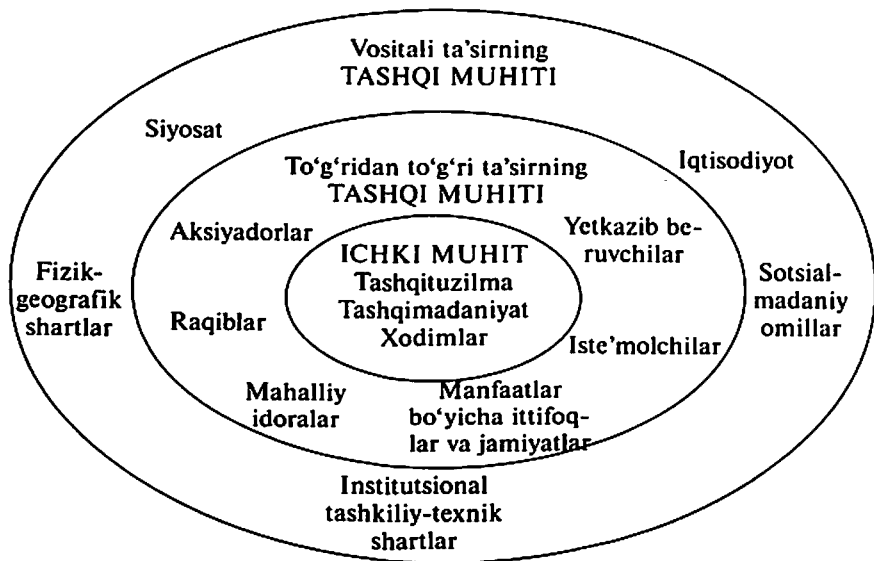 Vositali ta’sirning
TASHQI MUHITI
Siyosat
Iqtisodiyot
To‘g‘ridan to‘g‘ri ta’sirning
TASHQI MUHITI
Aksiyadorlar
Yetkazib be-
ruvchilar
ICHKI MUHIT
Tashqituzilma
Tashqimadaniyat
Xodimlar
Fizik-
geografik
shartlar
Sotsial-
madaniy
omillar
Raqiblar
Iste’molchilar
Mahalliy
idoralar
Manfaatlar
bo‘yicha ittifoq-
lar va jamiyatlar
Institutsional
tashkiliy-texnik
shartlar